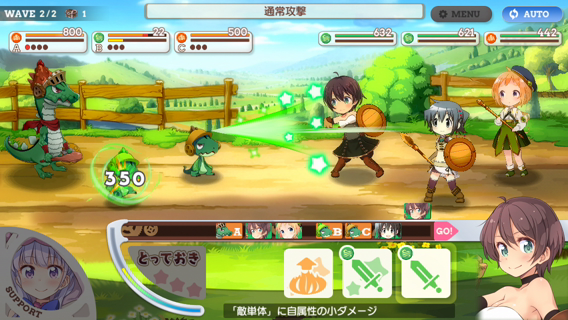 WAVE 2/2 1
通常攻撃
MENU
AUTO
800
A
22
B
500
C
632
621
442
350
A
B
C
GO!
SUPPORT
とっておき
「敵単体」に自属性の小ダメージ